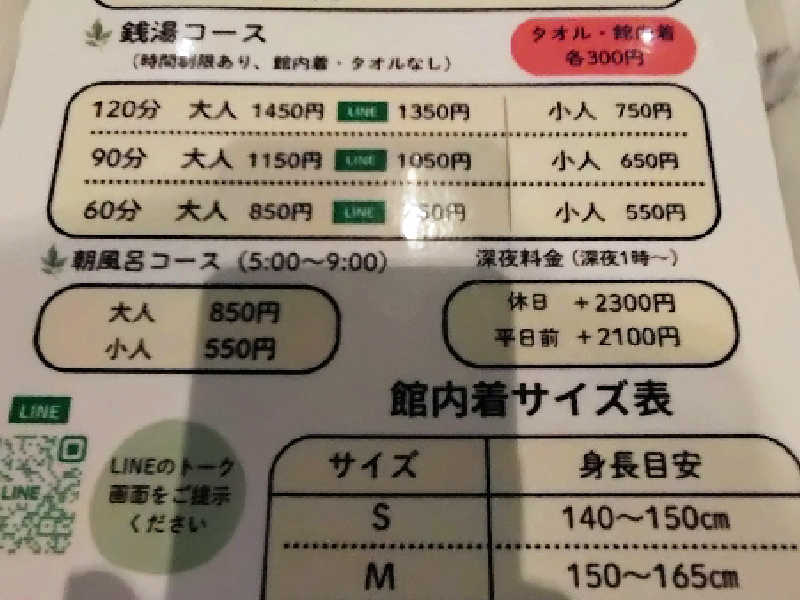 銭湯コース
(時間制限あり、館内着・タオルなし)
タオル・館内着
各300円
120分 大人 1450円 LINE 1350円 小人 750円
90分 大人 1150円 LINE 1050円 小人 650円
60分 大人 850円 LINE 50円 小人 550円
朝風呂コース (5:00〜9:00)
大人 850円
小人 550円
深夜料金 (深夜1時〜)
休日 +2300円
平日前 +2100円
LINE
LINE
LINEのトーク
画面をご提示
ください
館内着サイズ表
サイズ 身長目安
S 140〜150cm
M 150〜165cm